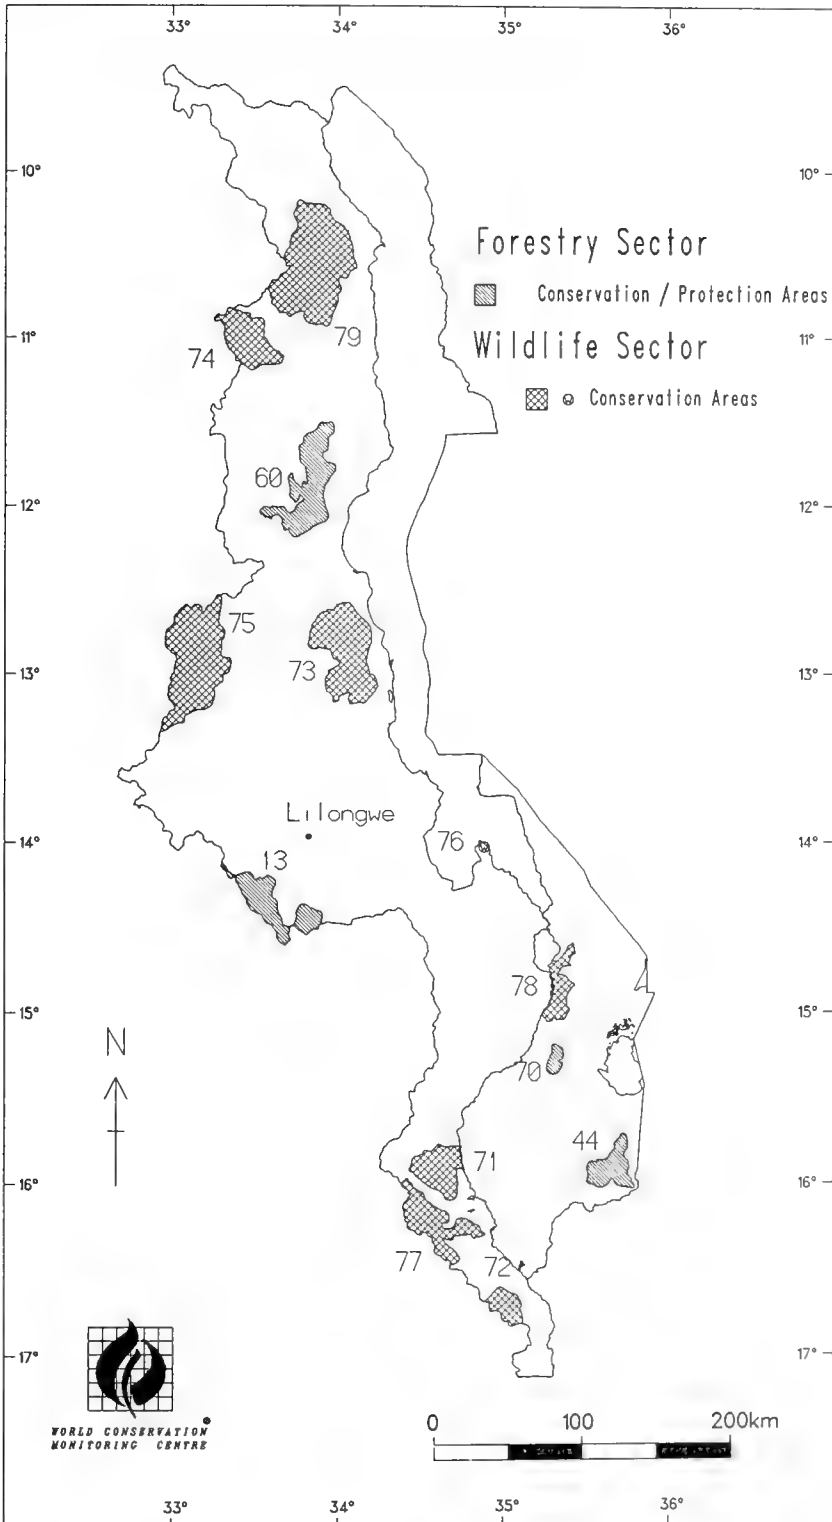 33° 34° 35° 36°
10° 10°
Forestry Sector
Conservation / Protection Areas
79
11° 11°
74
Wildlife Sector
Conservation Areas
60
12° 12°
75
73
13° 13°
Lilongwe
76
14° 14°
13
78
15° 15°
N
70
44
71
16° 16°
77
72
17° 17°
WORLD CONSERVATION
MONITORING CENTRE
0 100 200km
33° 34° 35° 36°